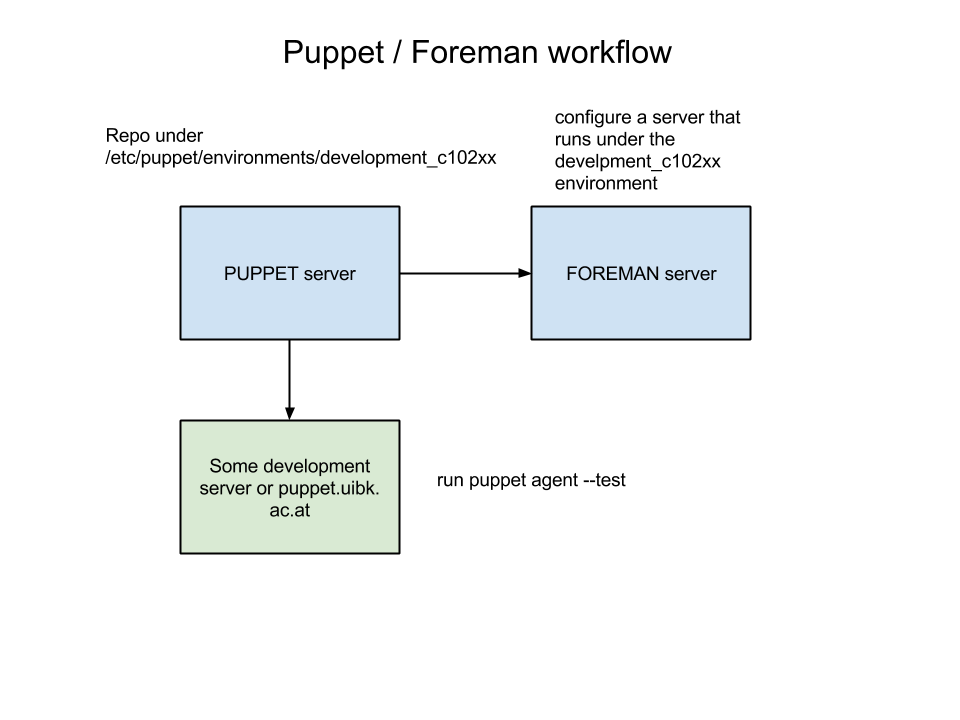 Puppet / Foreman workflow
Repo under
/etc/puppet/environments/development_c102xx
configure a server that
runs under the
develpment_c102xx
environment
PUPPET server
FOREMAN server
Some development
server or puppet.uibk.
ac.at
run puppet agent --test